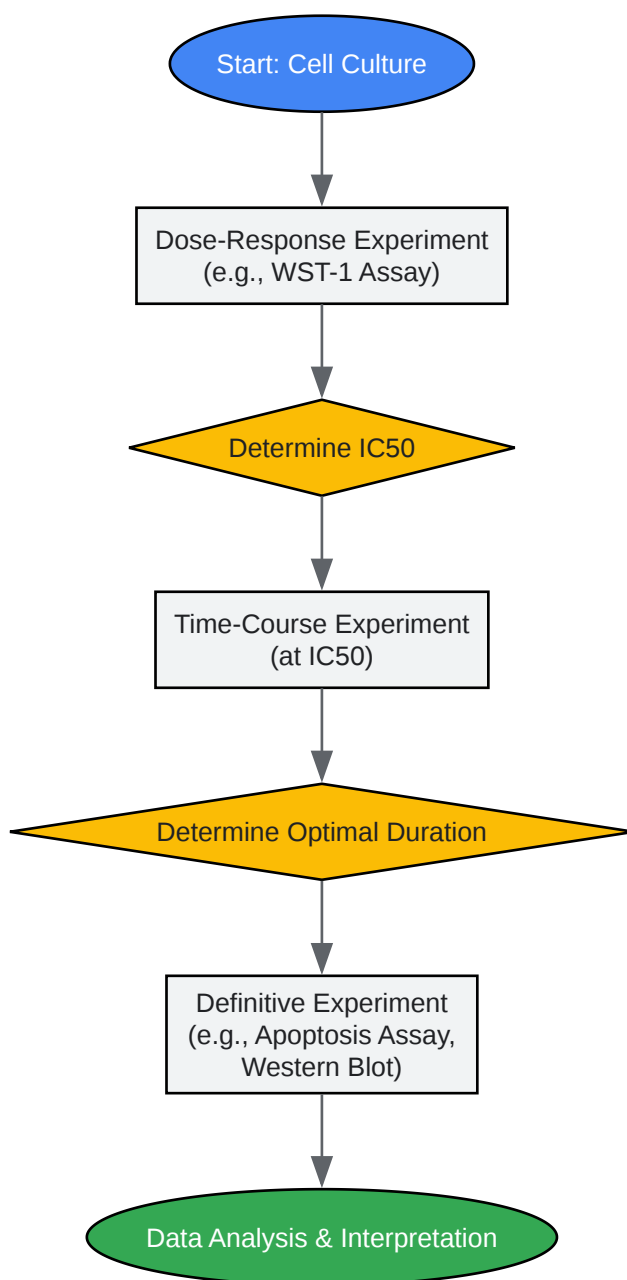 Start: Cell Culture
Dose-Response Experiment
(e.g., WST-1 Assay)
Determine IC50
Time-Course Experiment
(at IC50)
Determine Optimal Duration
Definitive Experiment
(e.g., Apoptosis Assay,
Western Blot)
Data Analysis & Interpretation